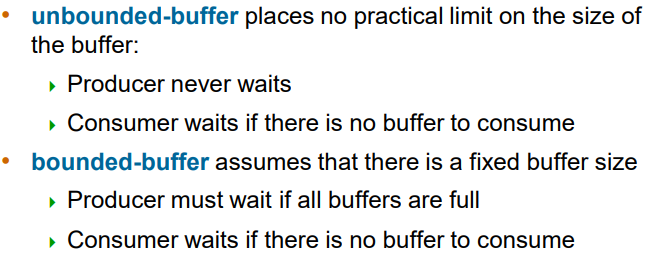 • unbounded-buffer places no practical limit on the size of
the buffer:
Producer never waits
Consumer waits if there is no buffer to consume
• bounded-buffer assumes that there is a fixed buffer size
Producer must wait if all buffers are full
Consumer waits if there is no buffer to consume